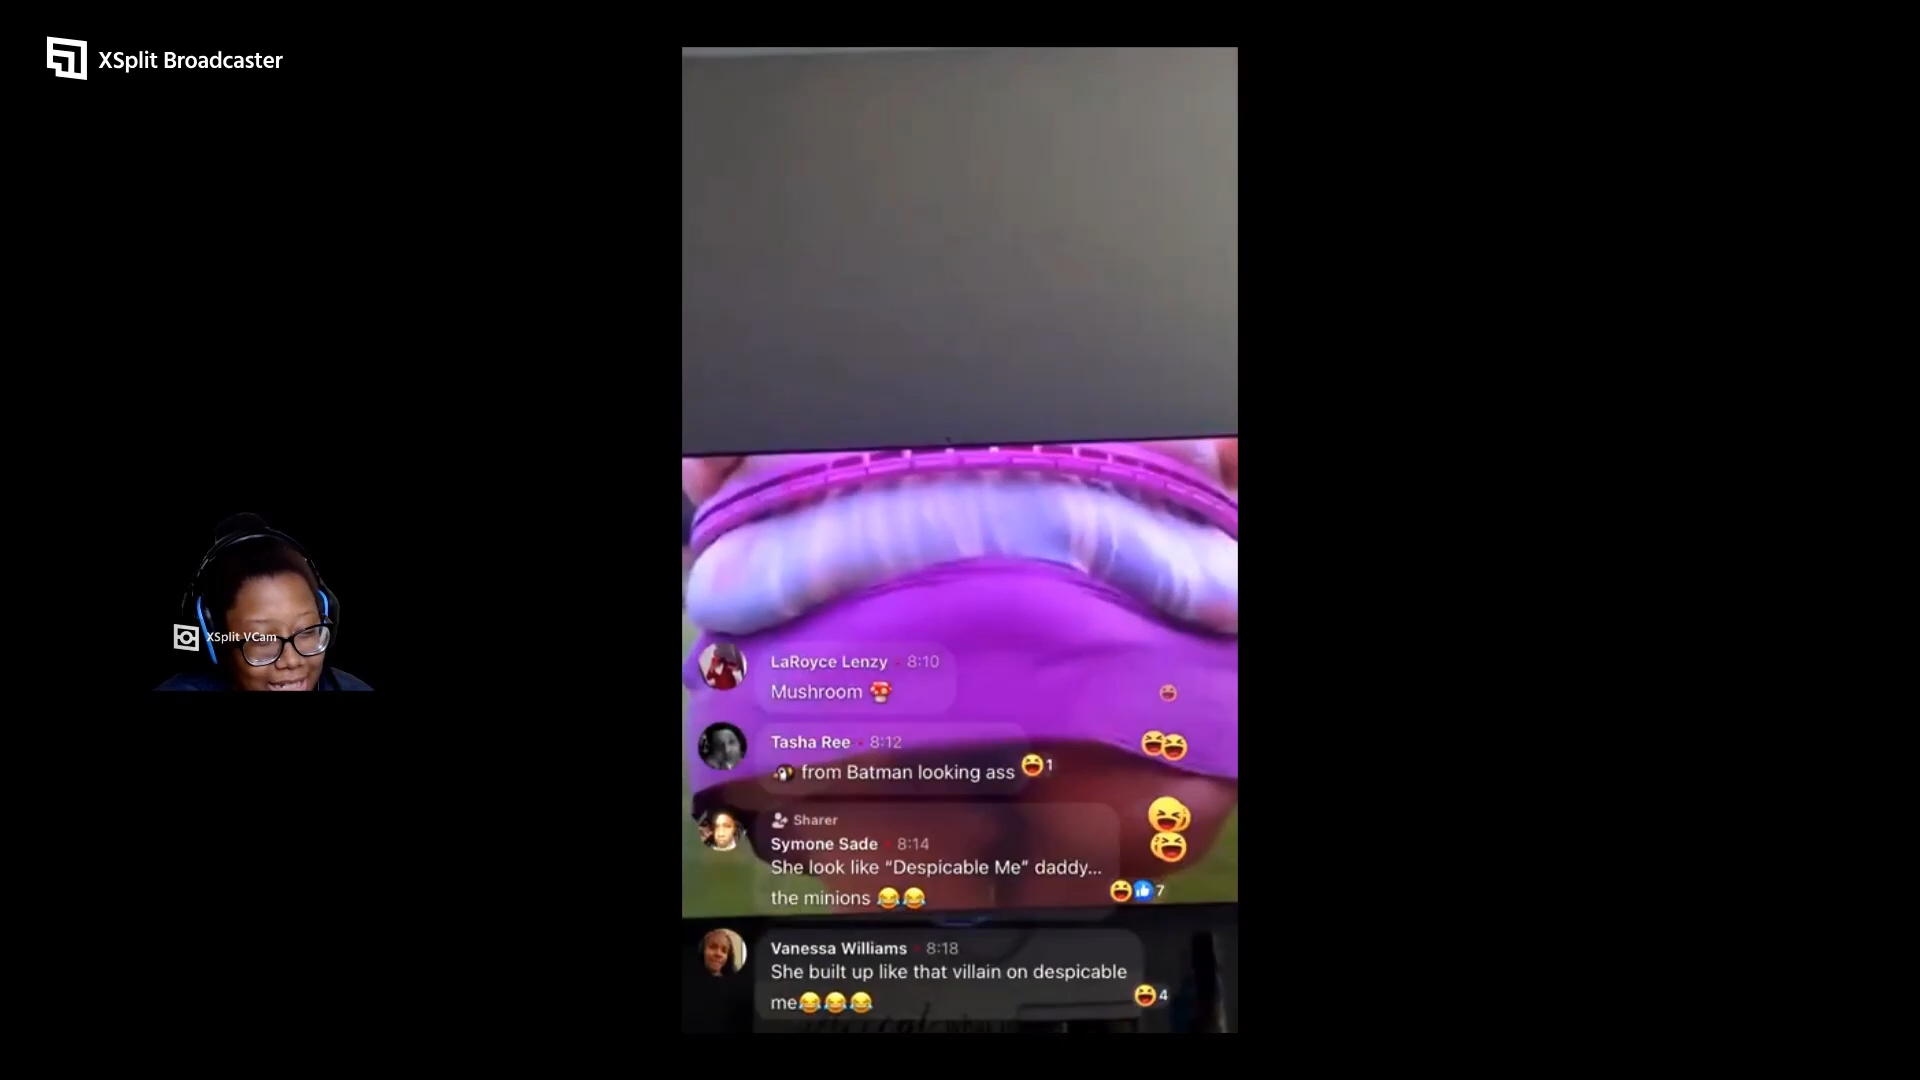 XSplit Broadcaster
XSplit VCam
LaRoyce Lenzy 8:10
Mushroom 🍄
Tasha Ree 8:12
🐧 from Batman looking ass
1
Sharer
Symone Sade 8:14
She look like “Despicable Me” daddy...
the minions 😂😂
7
Vanessa Williams 8:18
She built up like that villain on despicable
me😂😂😂
4